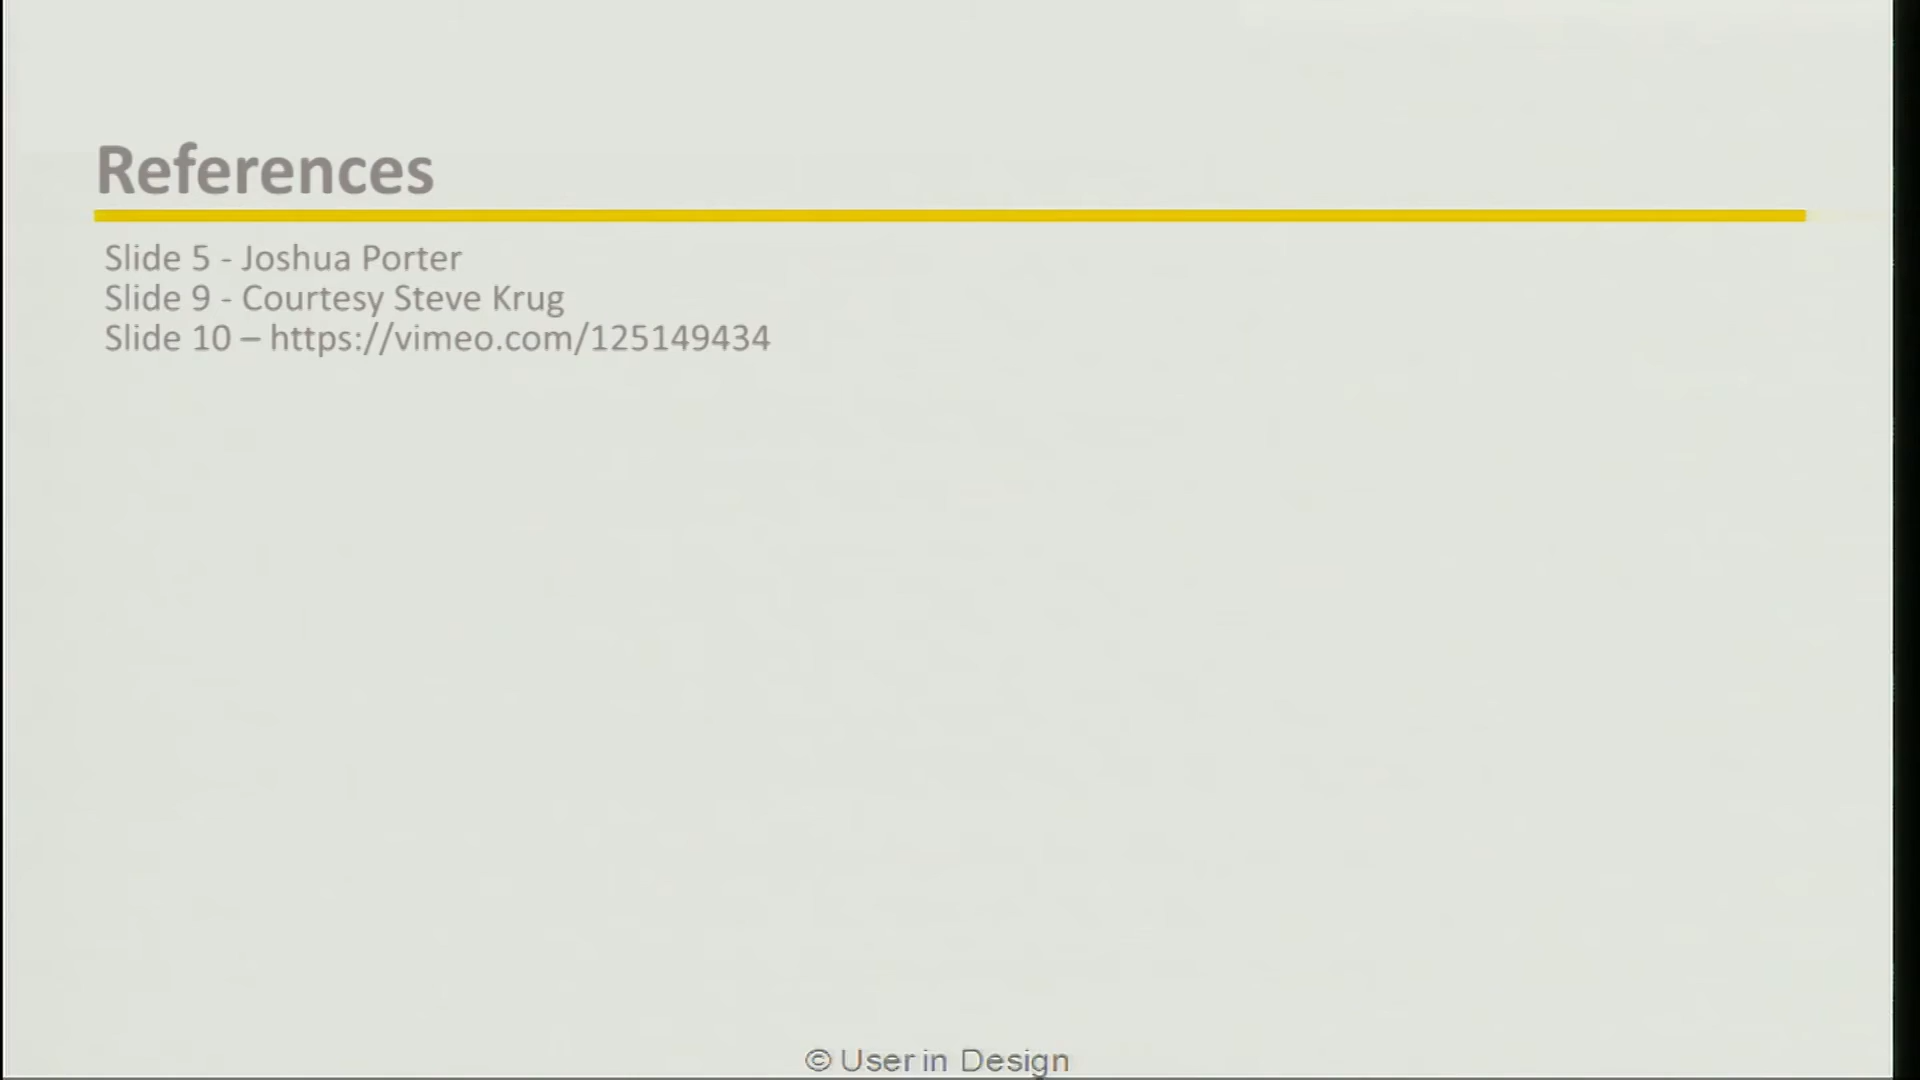 References
Slide 5 - Joshua Porter
Slide 9 - Courtesy Steve Krug
Slide 10 – https://vimeo.com/125149434
© User in Design